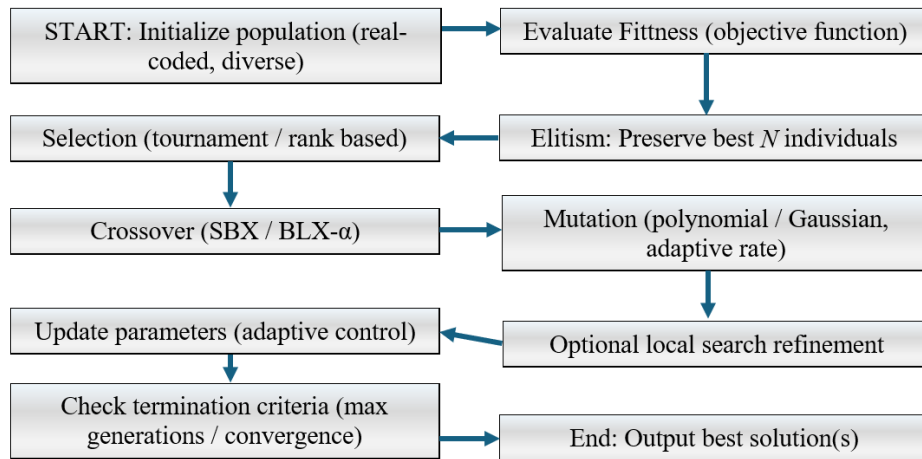 START: Initialize population (real-
coded, diverse)
Evaluate Fittness (objective function)
Elitism: Preserve best N individuals
Selection (tournament / rank based)
Crossover (SBX / BLX-α)
Mutation (polynomial / Gaussian,
adaptive rate)
Optional local search refinement
Update parameters (adaptive control)
Check termination criteria (max
generations / convergence)
End: Output best solution(s)